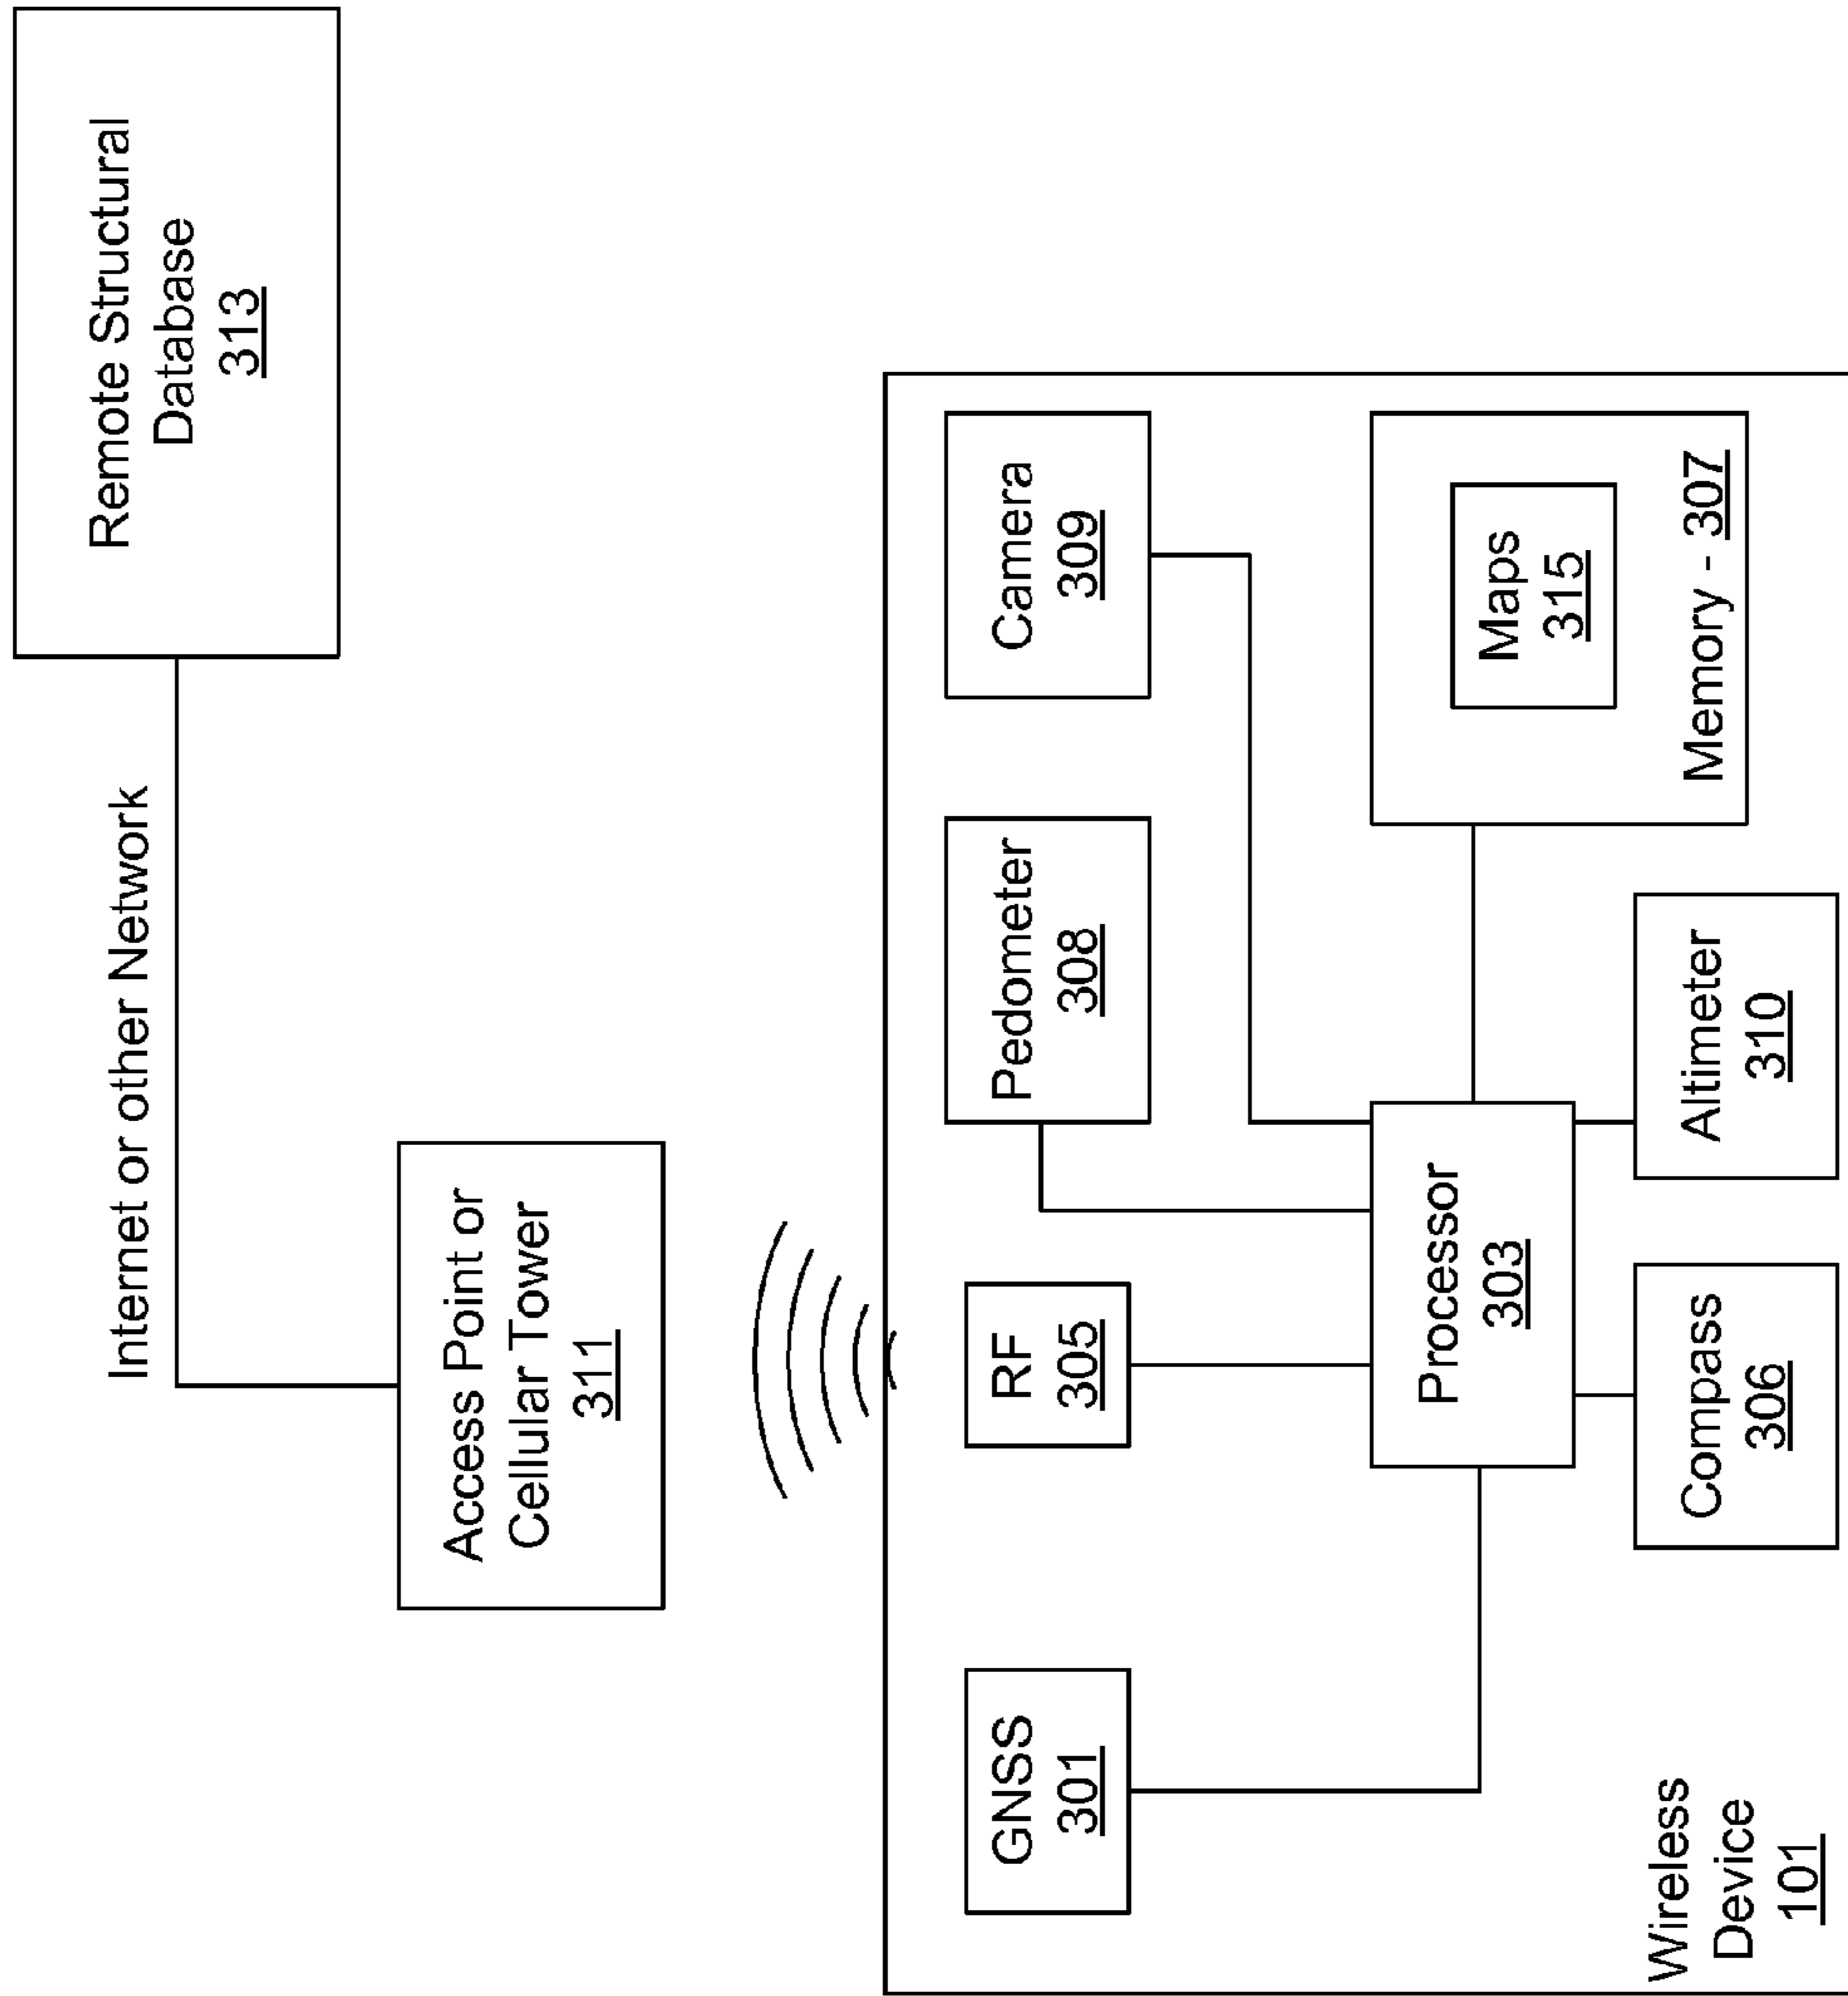 Remote Structural
Database
313
Internet or other Network
Access Point or
Cellular Tower
311
GNSS
301
RF
305
Pedometer
308
Camera
309
Processor
303
Maps
315
Memory - 307
Compass
306
Altimeter
310
Wireless
Device
101